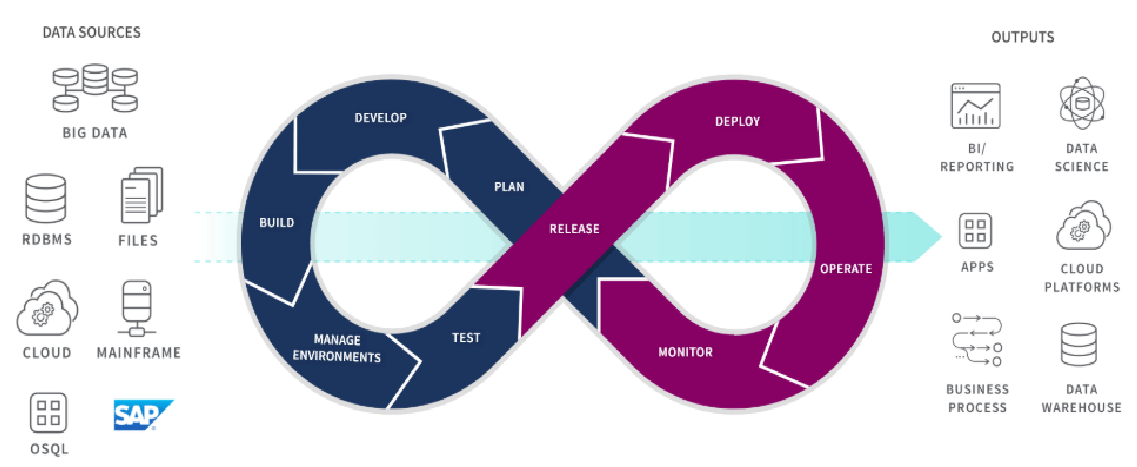 DATA SOURCES
BIG DATA
RDBMS
FILES
CLOUD
MAINFRAME
OSQL
SAP®
DEVELOP
PLAN
BUILD
MANAGE
ENVIRONMENTS
TEST
RELEASE
DEPLOY
OPERATE
MONITOR
OUTPUTS
BI/
REPORTING
DATA
SCIENCE
APPS
CLOUD
PLATFORMS
BUSINESS
PROCESS
DATA
WAREHOUSE